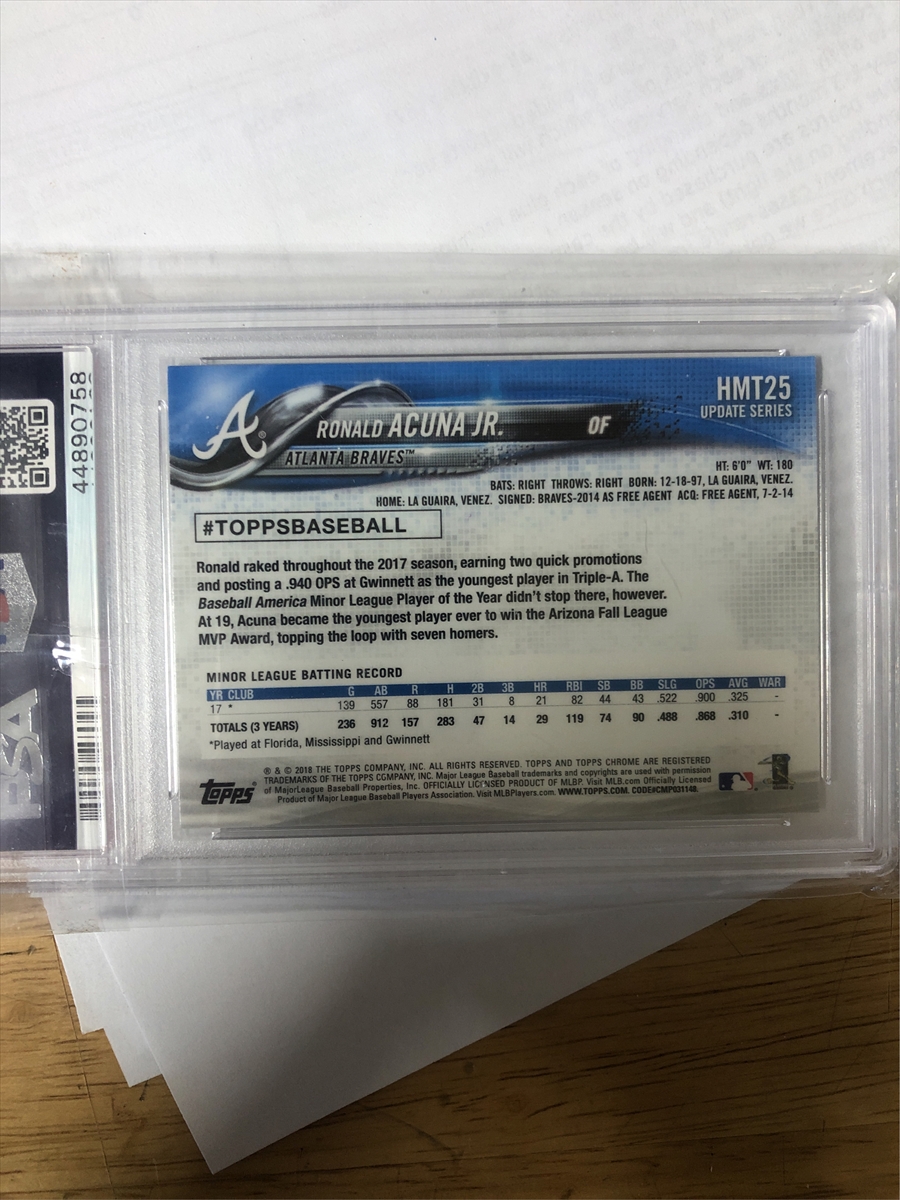 44890758
HMT25
UPDATE SERIES
A
RONALD ACUNA JR.
OF
ATLANTA BRAVES™
HT: 6'0" WT: 180
BATS: RIGHT THROWS: RIGHT BORN: 12-18-97, LA GUAIRA, VENEZ.
HOME: LA GUAIRA, VENEZ. SIGNED: BRAVES-2014 AS FREE AGENT ACQ: FREE AGENT, 7-2-14
#TOPPSBASEBALL
Ronald raked throughout the 2017 season, earning two quick promotions
and posting a .940 OPS at Gwinnett as the youngest player in Triple-A. The
Baseball America Minor League Player of the Year didn't stop there, however.
At 19, Acuna became the youngest player ever to win the Arizona Fall League
MVP Award, topping the loop with seven homers.
MINOR LEAGUE BATTING RECORD
YR CLUB G AB R H 2B 3B HR RBI SB BB SLG OPS AVG WAR
17 * 139 557 88 181 31 8 21 82 44 43 .522 .900 .325 -
TOTALS (3 YEARS) 236 912 157 283 47 14 29 119 74 90 .488 .868 .310 -
*Played at Florida, Mississippi and Gwinnett
® & © 2018 THE TOPPS COMPANY, INC. ALL RIGHTS RESERVED. TOPPS AND TOPPS CHROME ARE REGISTERED
TRADEMARKS OF THE TOPPS COMPANY, INC. Major League Baseball trademarks and copyrights are used with permission
of Major League Baseball Properties, Inc. OFFICIALLY LICENSED PRODUCT OF MLBP. Visit MLB.com Officially Licensed
Product of Major League Baseball Players Association. Visit MLBPlayers.com. WWW.TOPPS.COM. CODE#CMP031148.
topps